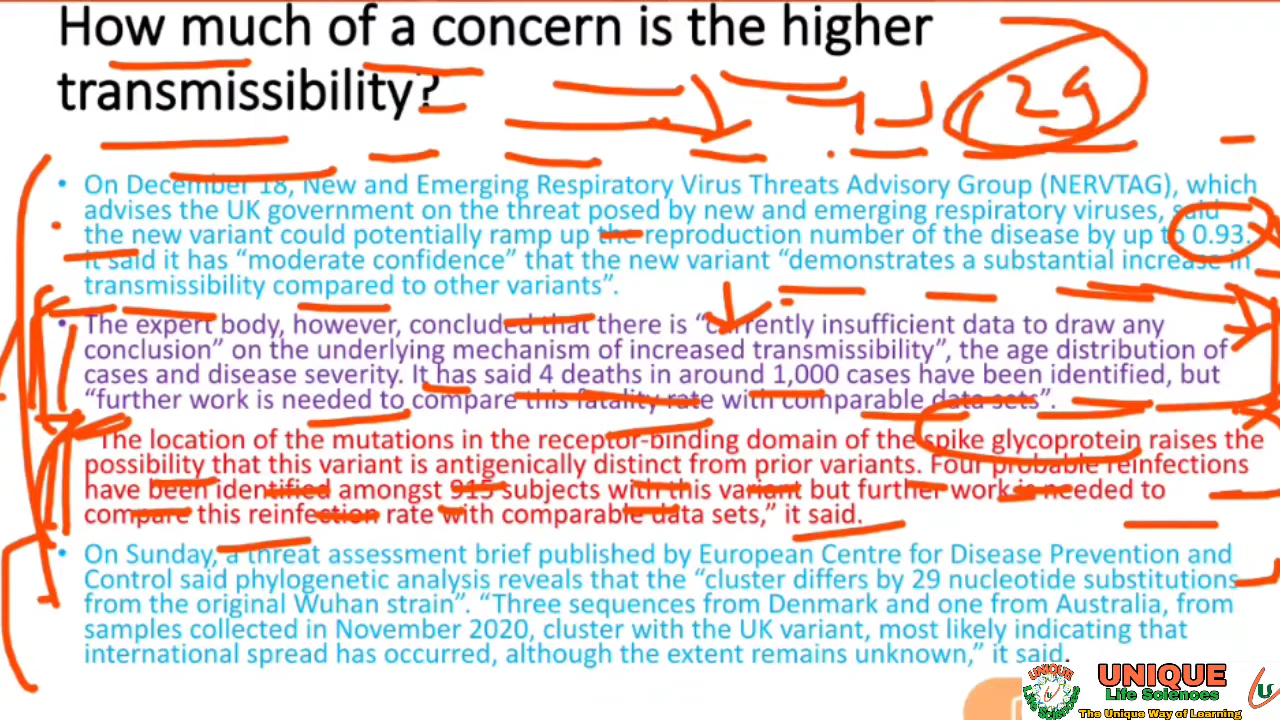 How much of a concern is the higher
transmissibility?
29
• On December 18, New and Emerging Respiratory Virus Threats Advisory Group (NERVTAG), which
advises the UK government on the threat posed by new and emerging respiratory viruses, said
the new variant could potentially ramp up the reproduction number of the disease by up to 0.93.
It said it has “moderate confidence” that the new variant “demonstrates a substantial increase in
transmissibility compared to other variants”.
• The expert body, however, concluded that there is “currently insufficient data to draw any
conclusion” on the underlying mechanism of increased transmissibility”, the age distribution of
cases and disease severity. It has said 4 deaths in around 1,000 cases have been identified, but
“further work is needed to compare this fatality rate with comparable data sets”.
The location of the mutations in the receptor-binding domain of the spike glycoprotein raises the
possibility that this variant is antigenically distinct from prior variants. Four probable reinfections
have been identified amongst 915 subjects with this variant but further work is needed to
compare this reinfection rate with comparable data sets,” it said.
• On Sunday, a threat assessment brief published by European Centre for Disease Prevention and
Control said phylogenetic analysis reveals that the “cluster differs by 29 nucleotide substitutions
from the original Wuhan strain”. “Three sequences from Denmark and one from Australia, from
samples collected in November 2020, cluster with the UK variant, most likely indicating that
international spread has occurred, although the extent remains unknown,” it said.
UNIQUE
Life Sciences
The Unique Way of Learning